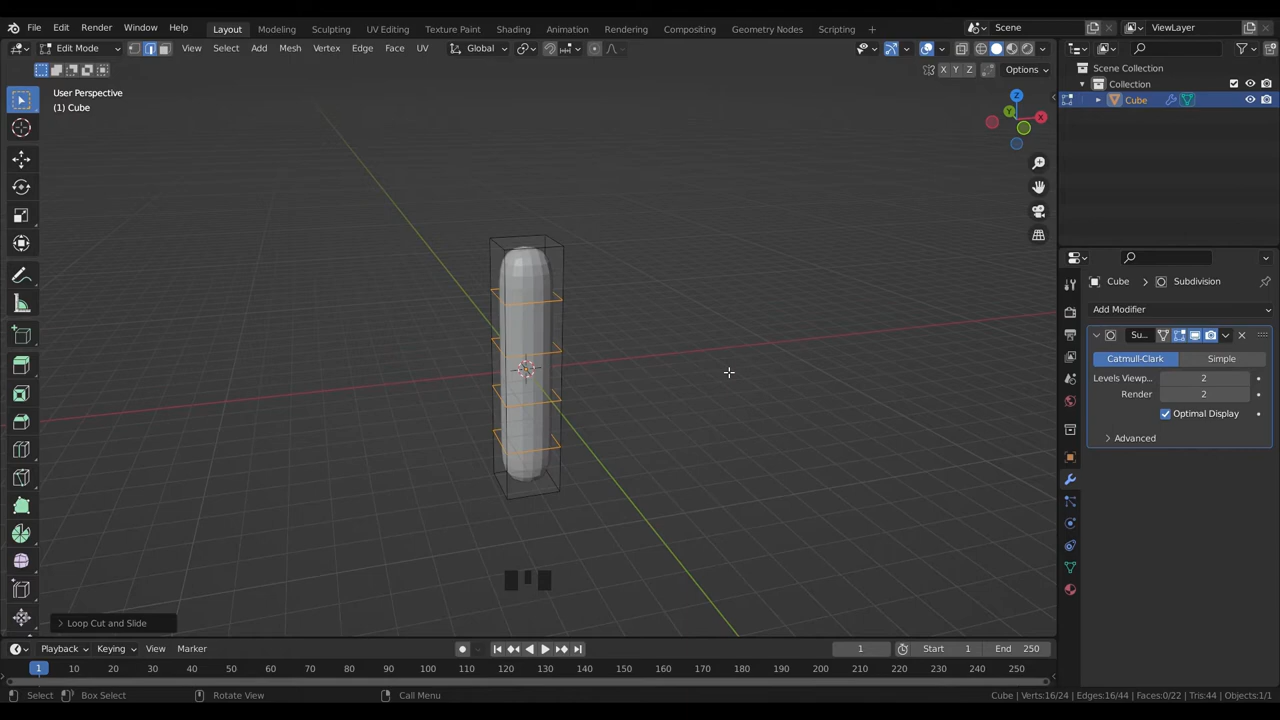 File Edit Render Window Help Layout Modeling Sculpting UV Editing Texture Paint Shading Animation Rendering Compositing Geometry Nodes Scripting + Scene ViewLayer
Edit Mode View Select Add Mesh Vertex Edge Face UV Global
X Y Z Options
User Perspective
(1) Cube
Z
Y
X
Scene Collection
Collection
Cube
Cube > Subdivision
Add Modifier
Su...
Catmull-Clark Simple
Levels Viewp... 2
Render 2
Optimal Display
> Advanced
> Loop Cut and Slide
Playback Keying View Marker 1 Start 1 End 250
1 10 20 30 40 50 60 70 80 90 100 110 120 130 140 150 160 170 180 190 200 210 220 230 240 250
Select Box Select Rotate View Call Menu Cube | Verts:16/24 | Edges:16/44 | Faces:0/22 | Tris:44 | Objects:1/1